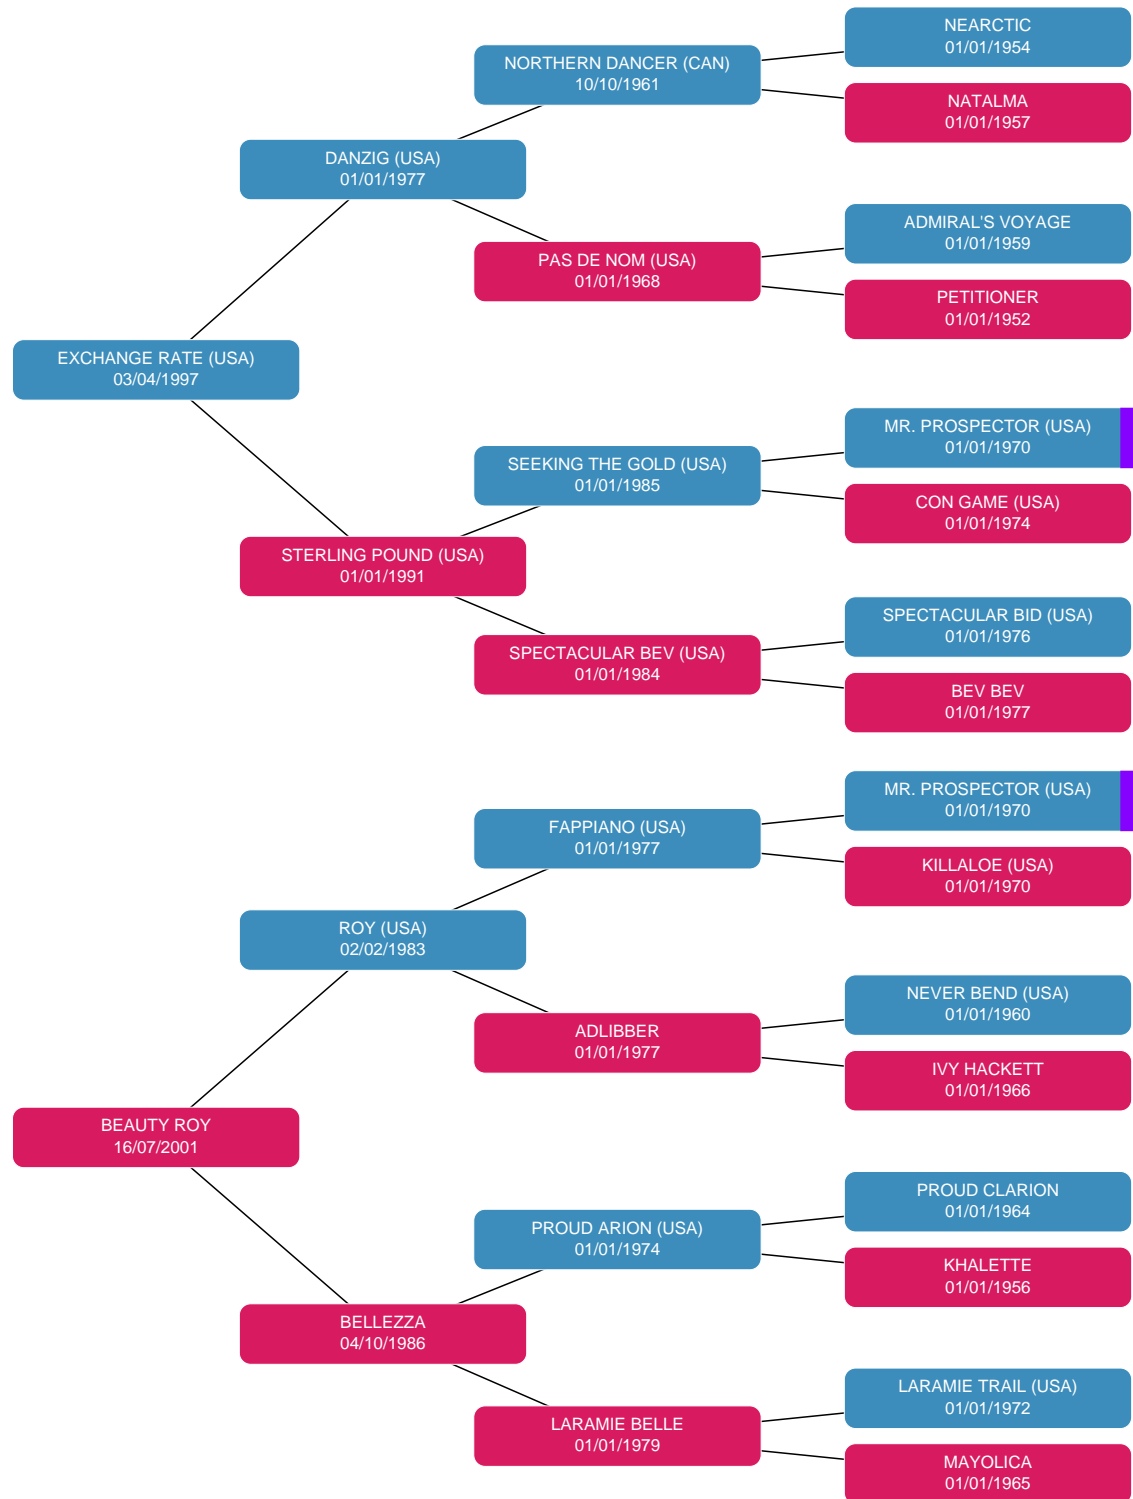 NEARCTIC
01/01/1954
NORTHERN DANCER (CAN)
10/10/1961
NATALMA
01/01/1957
DANZIG (USA)
01/01/1977
ADMIRAL'S VOYAGE
01/01/1959
PAS DE NOM (USA)
01/01/1968
PETITIONER
01/01/1952
EXCHANGE RATE (USA)
03/04/1997
MR. PROSPECTOR (USA)
01/01/1970
SEEKING THE GOLD (USA)
01/01/1985
CON GAME (USA)
01/01/1974
STERLING POUND (USA)
01/01/1991
SPECTACULAR BID (USA)
01/01/1976
SPECTACULAR BEV (USA)
01/01/1984
BEV BEV
01/01/1977
MR. PROSPECTOR (USA)
01/01/1970
FAPPIANO (USA)
01/01/1977
KILLALOE (USA)
01/01/1970
ROY (USA)
02/02/1983
NEVER BEND (USA)
01/01/1960
ADLIBBER
01/01/1977
IVY HACKETT
01/01/1966
BEAUTY ROY
16/07/2001
PROUD CLARION
01/01/1964
PROUD ARION (USA)
01/01/1974
KHALETTE
01/01/1956
BELLEZZA
04/10/1986
LARAMIE TRAIL (USA)
01/01/1972
LARAMIE BELLE
01/01/1979
MAYOLICA
01/01/1965